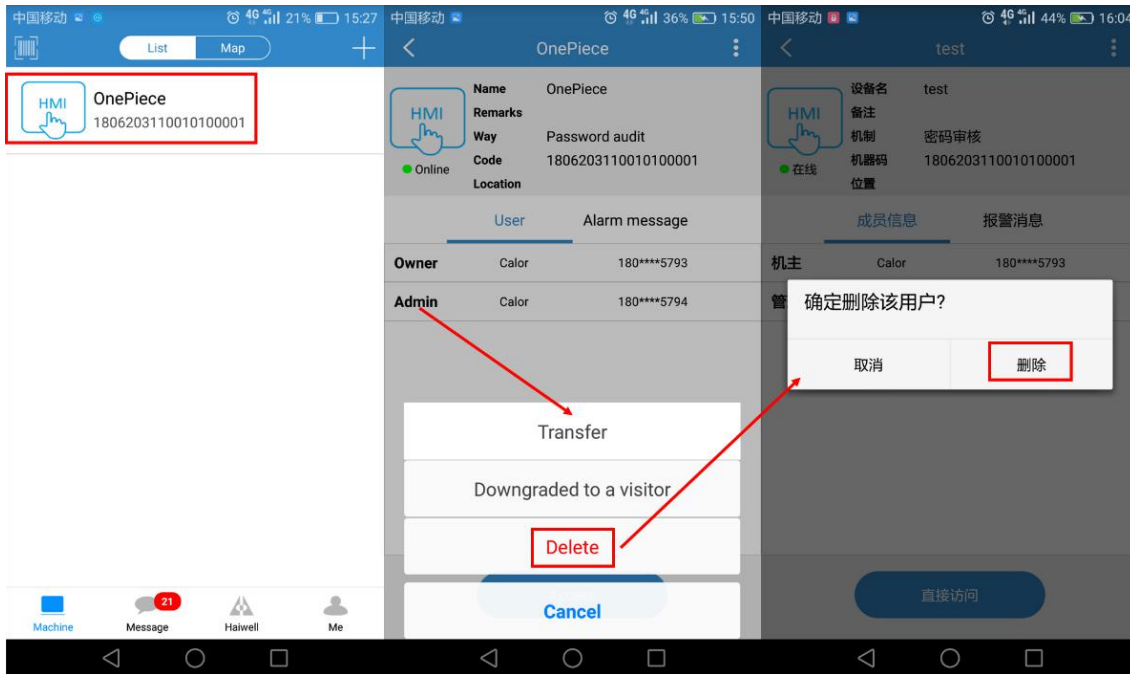 中国移动 4G 4G 21% 15:27
List Map
HMI
OnePiece
1806203110010100001
21
Machine Message Haiwell Me
中国移动 4G 4G 36% 15:50
OnePiece
HMI
Online
Name OnePiece
Remarks
Way Password audit
Code 1806203110010100001
Location
User Alarm message
Owner Calor 180****5793
Admin Calor 180****5794
Transfer
Downgraded to a visitor
Delete
Cancel
中国移动 4G 4G 44% 16:04
test
HMI
在线
设备名 test
备注
机制 密码审核
机器码 1806203110010100001
位置
成员信息 报警消息
机主 Calor 180****5793
管
确定删除该用户?
取消 删除
直接访问